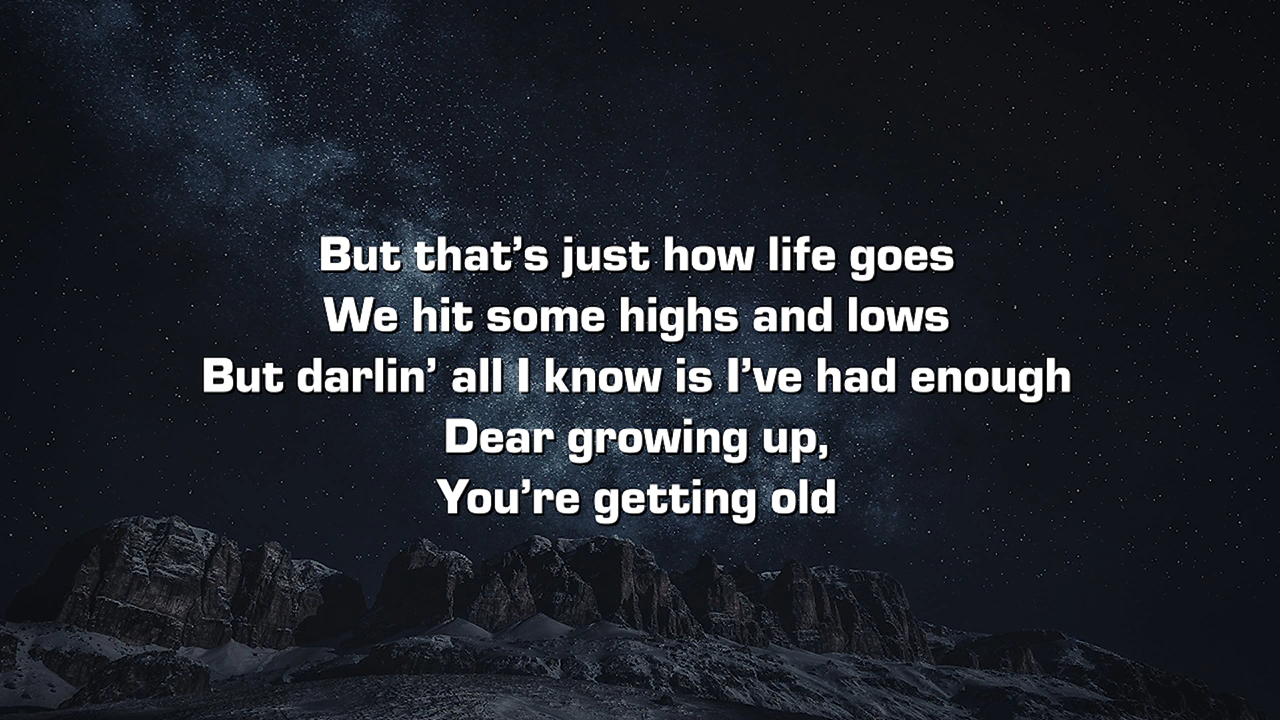 But that’s just how life goes
We hit some highs and lows
But darlin’ all I know is I’ve had enough
Dear growing up,
You’re getting old